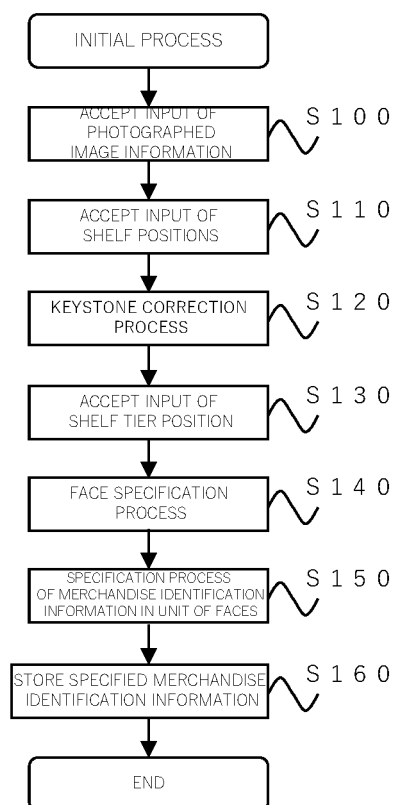 INITIAL PROCESS
ACCEPT INPUT OF
PHOTOGRAPHED
IMAGE INFORMATION
S100
ACCEPT INPUT OF
SHELF POSITIONS
S110
KEYSTONE CORRECTION
PROCESS
S120
ACCEPT INPUT OF
SHELF TIER POSITION
S130
FACE SPECIFICATION
PROCESS
S140
SPECIFICATION PROCESS
OF MERCHANDISE IDENTIFICATION
INFORMATION IN UNIT OF FACES
S150
STORE SPECIFIED MERCHANDISE
IDENTIFICATION INFORMATION
S160
END